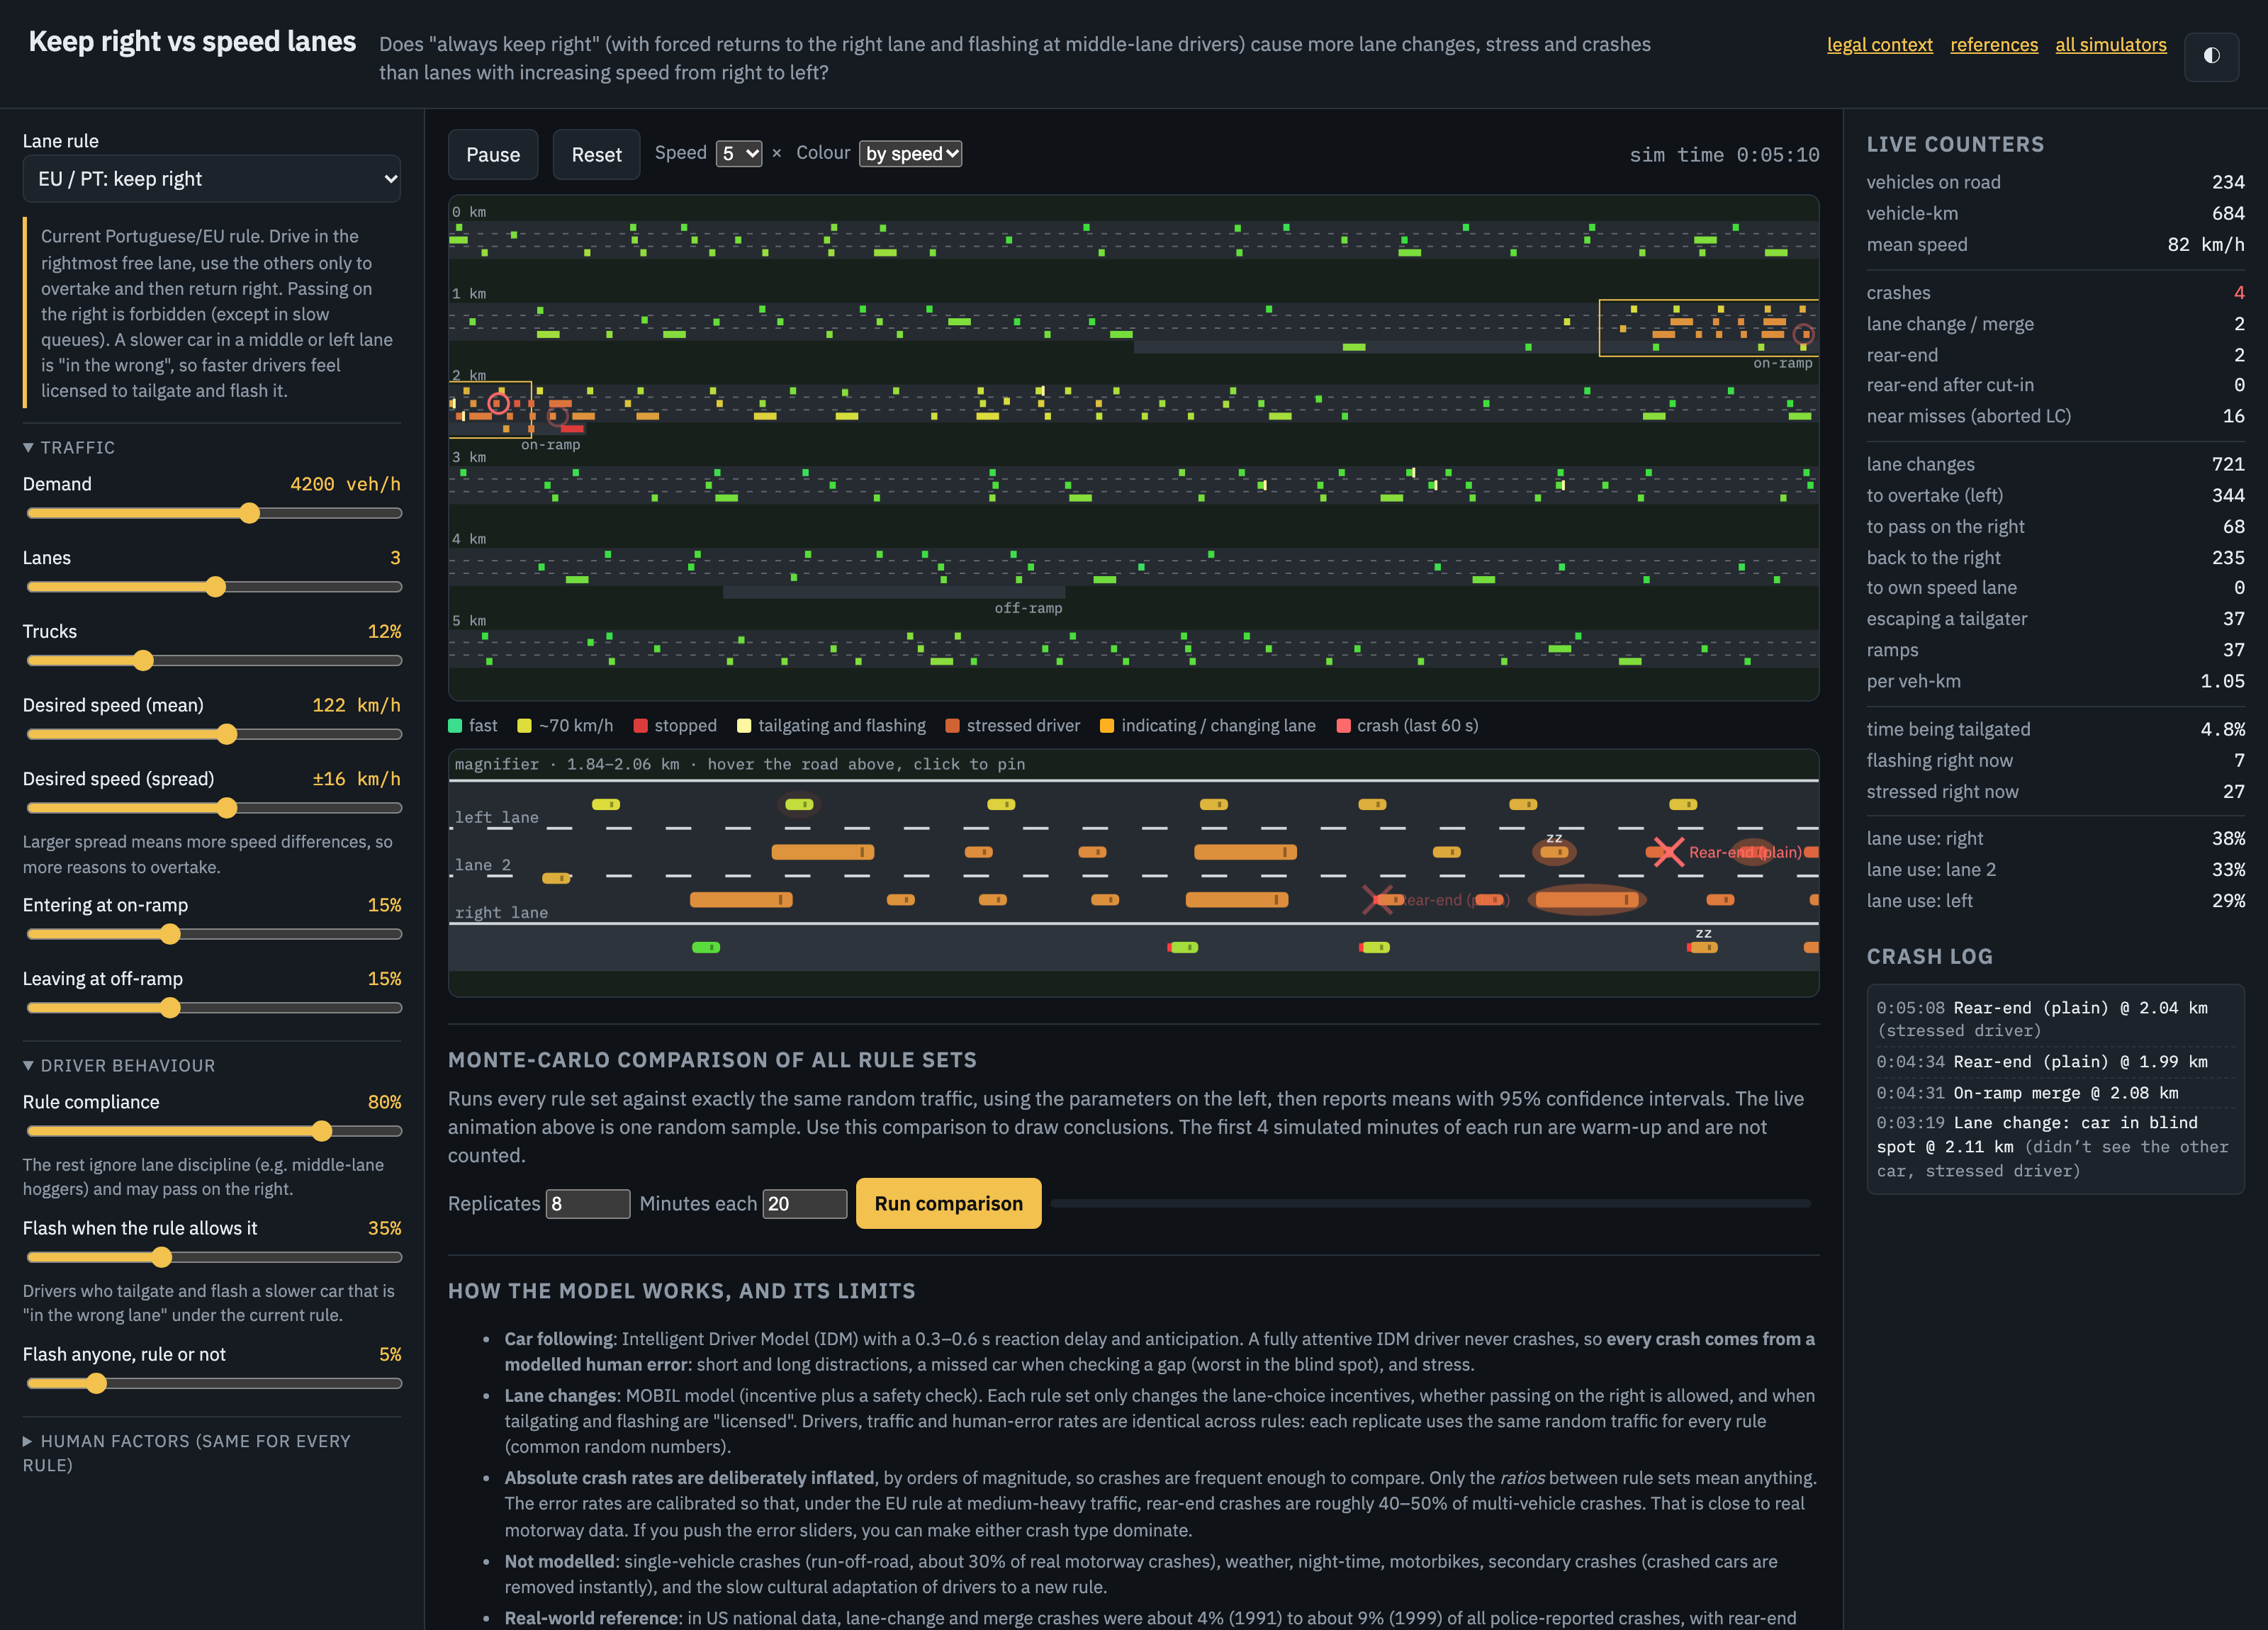 Keep right vs speed lanes
Does "always keep right" (with forced returns to the right lane and flashing at middle-lane drivers) cause more lane changes, stress and crashes
than lanes with increasing speed from right to left?
legal context references all simulators
Lane rule
EU / PT: keep right
Current Portuguese/EU rule. Drive in the
rightmost free lane, use the others only to
overtake and then return right. Passing on
the right is forbidden (except in slow
queues). A slower car in a middle or left lane
is "in the wrong", so faster drivers feel
licensed to tailgate and flash it.
▼ TRAFFIC
Demand 4200 veh/h
Lanes 3
Trucks 12%
Desired speed (mean) 122 km/h
Desired speed (spread) ±16 km/h
Larger spread means more speed differences, so
more reasons to overtake.
Entering at on-ramp 15%
Leaving at off-ramp 15%
▼ DRIVER BEHAVIOUR
Rule compliance 80%
The rest ignore lane discipline (e.g. middle-lane
hoggers) and may pass on the right.
Flash when the rule allows it 35%
Drivers who tailgate and flash a slower car that is
"in the wrong lane" under the current rule.
Flash anyone, rule or not 5%
▶ HUMAN FACTORS (SAME FOR EVERY
RULE)
Pause Reset Speed 5 × Colour by speed sim time 0:05:10
0 km
1 km
on-ramp
2 km
on-ramp
3 km
4 km
off-ramp
5 km
fast ~70 km/h stopped tailgating and flashing stressed driver indicating / changing lane crash (last 60 s)
magnifier · 1.84–2.06 km · hover the road above, click to pin
left lane
zz
lane 2 Rear-end (plain)
right lane Rear-end (plain)
zz
MONTE-CARLO COMPARISON OF ALL RULE SETS
Runs every rule set against exactly the same random traffic, using the parameters on the left, then reports means with 95% confidence intervals. The live
animation above is one random sample. Use this comparison to draw conclusions. The first 4 simulated minutes of each run are warm-up and are not
counted.
Replicates 8 Minutes each 20 Run comparison
HOW THE MODEL WORKS, AND ITS LIMITS
• Car following: Intelligent Driver Model (IDM) with a 0.3–0.6 s reaction delay and anticipation. A fully attentive IDM driver never crashes, so every crash comes from a
modelled human error: short and long distractions, a missed car when checking a gap (worst in the blind spot), and stress.
• Lane changes: MOBIL model (incentive plus a safety check). Each rule set only changes the lane-choice incentives, whether passing on the right is allowed, and when
tailgating and flashing are "licensed". Drivers, traffic and human-error rates are identical across rules: each replicate uses the same random traffic for every rule
(common random numbers).
• Absolute crash rates are deliberately inflated, by orders of magnitude, so crashes are frequent enough to compare. Only the ratios between rule sets mean anything.
The error rates are calibrated so that, under the EU rule at medium-heavy traffic, rear-end crashes are roughly 40–50% of multi-vehicle crashes. That is close to real
motorway data. If you push the error sliders, you can make either crash type dominate.
• Not modelled: single-vehicle crashes (run-off-road, about 30% of real motorway crashes), weather, night-time, motorbikes, secondary crashes (crashed cars are
removed instantly), and the slow cultural adaptation of drivers to a new rule.
• Real-world reference: in US national data, lane-change and merge crashes were about 4% (1991) to about 9% (1999) of all police-reported crashes, with rear-end
LIVE COUNTERS
vehicles on road 234
vehicle-km 684
mean speed 82 km/h
crashes 4
lane change / merge 2
rear-end 2
rear-end after cut-in 0
near misses (aborted LC) 16
lane changes 721
to overtake (left) 344
to pass on the right 68
back to the right 235
to own speed lane 0
escaping a tailgater 37
ramps 37
per veh-km 1.05
time being tailgated 4.8%
flashing right now 7
stressed right now 27
lane use: right 38%
lane use: lane 2 33%
lane use: left 29%
CRASH LOG
0:05:08 Rear-end (plain) @ 2.04 km
(stressed driver)
0:04:34 Rear-end (plain) @ 1.99 km
0:04:31 On-ramp merge @ 2.08 km
0:03:19 Lane change: car in blind
spot @ 2.11 km (didn’t see the other
car, stressed driver)